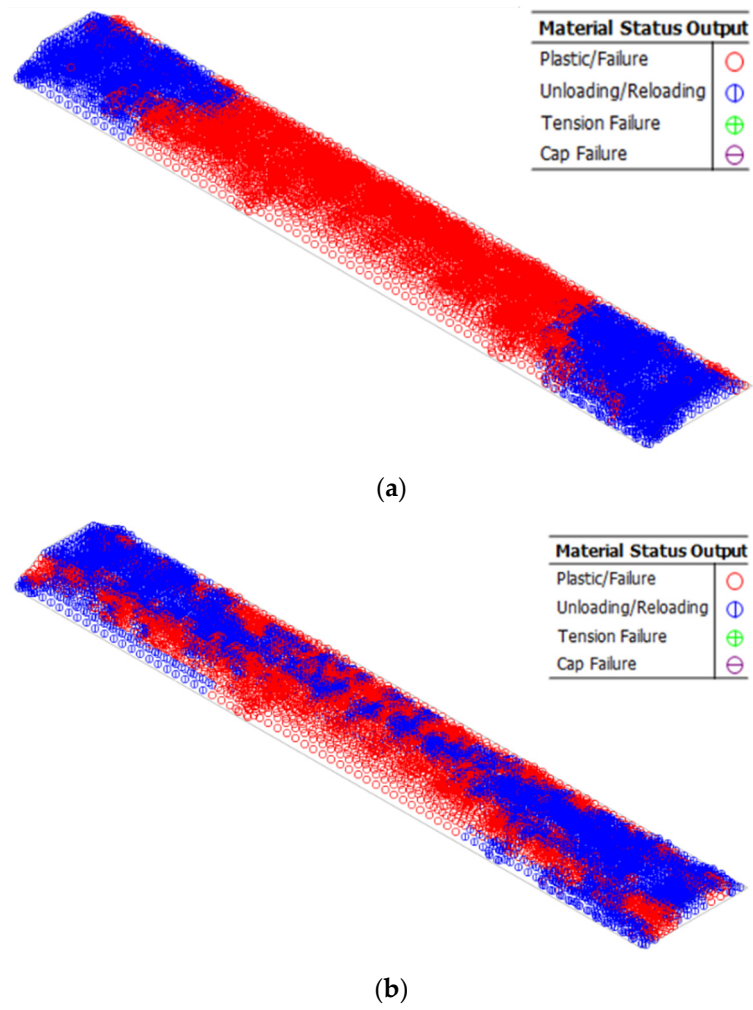 Material Status Output
Plastic/Failure
Unloading/Reloading
Tension Failure
Cap Failure
(a)
Material Status Output
Plastic/Failure
Unloading/Reloading
Tension Failure
Cap Failure
(b)